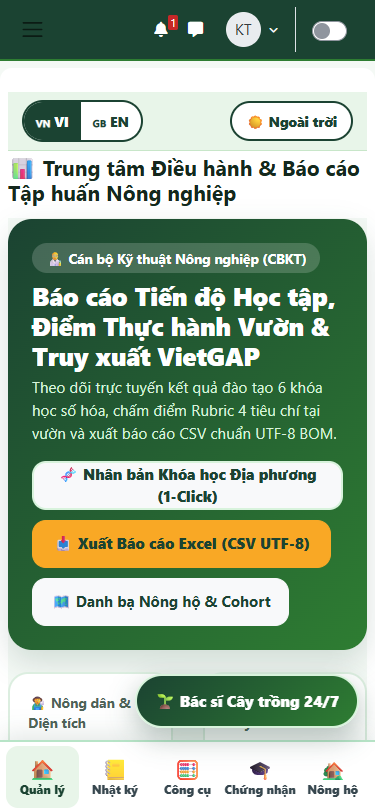 1
KT
VN VI
GB EN
Ngoài trời
Trung tâm Điều hành & Báo cáo
Tập huấn Nông nghiệp
Cán bộ Kỹ thuật Nông nghiệp (CBKT)
Báo cáo Tiến độ Học tập,
Điểm Thực hành Vườn &
Truy xuất VietGAP
Theo dõi trực tuyến kết quả đào tạo 6 khóa
học số hóa, chấm điểm Rubric 4 tiêu chí tại
vườn và xuất báo cáo CSV chuẩn UTF-8 BOM.
Nhân bản Khóa học Địa phương
(1-Click)
Xuất Báo cáo Excel (CSV UTF-8)
Danh bạ Nông hộ & Cohort
Nông dân &
Diện tích
Bác sĩ Cây trồng 24/7
Quản lý
Nhật ký
Công cụ
Chứng nhận
Nông hộ